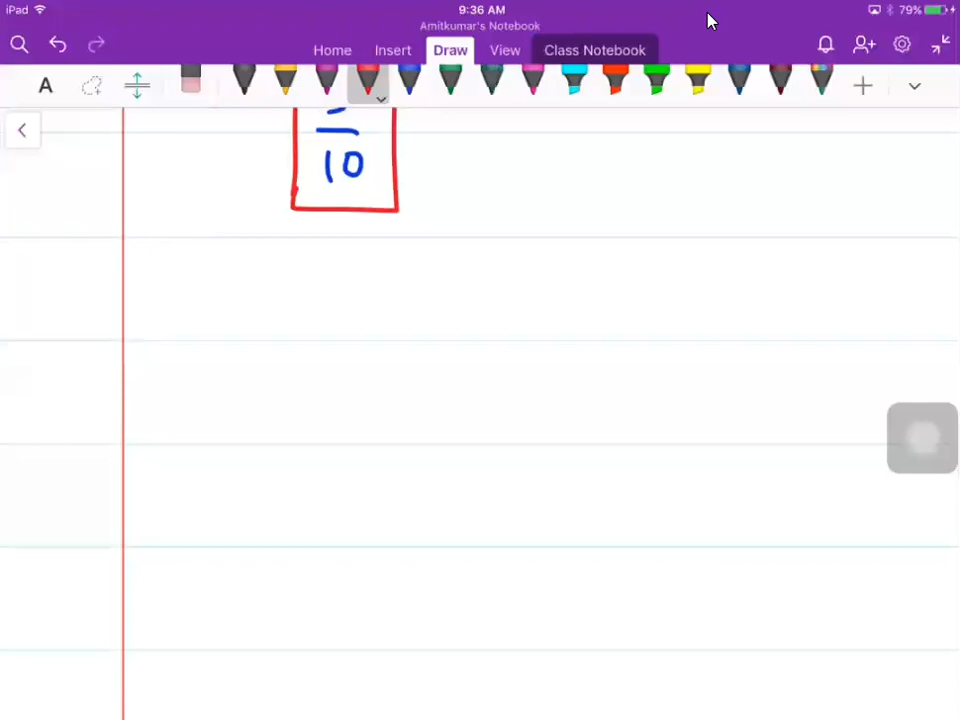 iPad 9:36 AM 79%
Amitkumar's Notebook
Home Insert Draw View Class Notebook
A
10